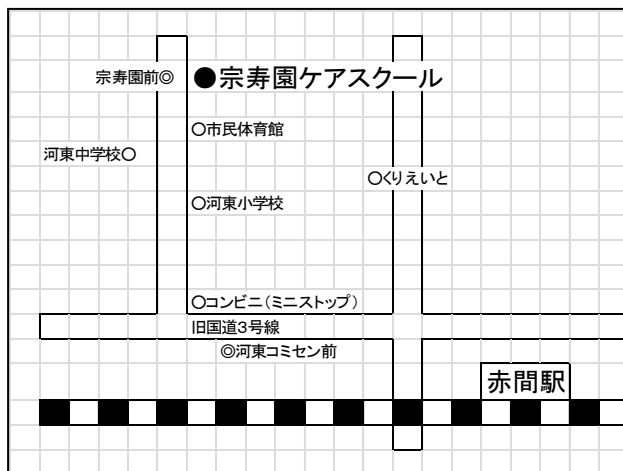 宗寿園前◎
●宗寿園ケアスクール
○市民体育館
河東中学校○
○くりえいと
○河東小学校
○コンビニ(ミニストップ)
旧国道3号線
◎河東コミセン前
赤間駅